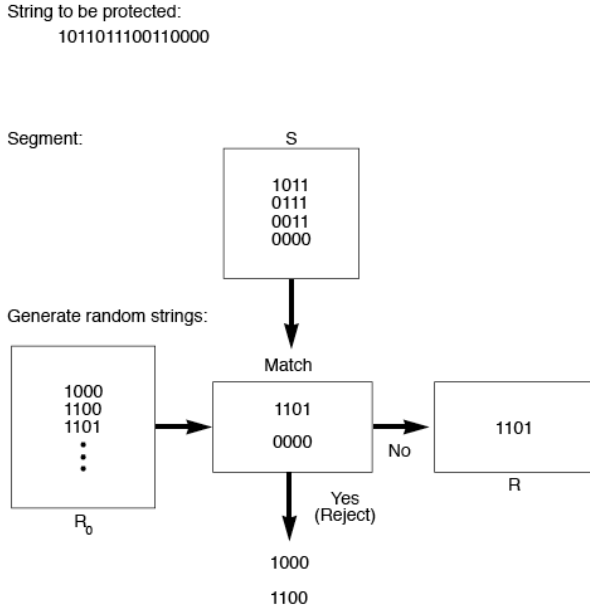 String to be protected:
1011011100110000
Segment:
S
1011
0111
0011
0000
Generate random strings:
1000
1100
1101
R0
Match
1101
0000
No
1101
R
Yes
(Reject)
1000
1100